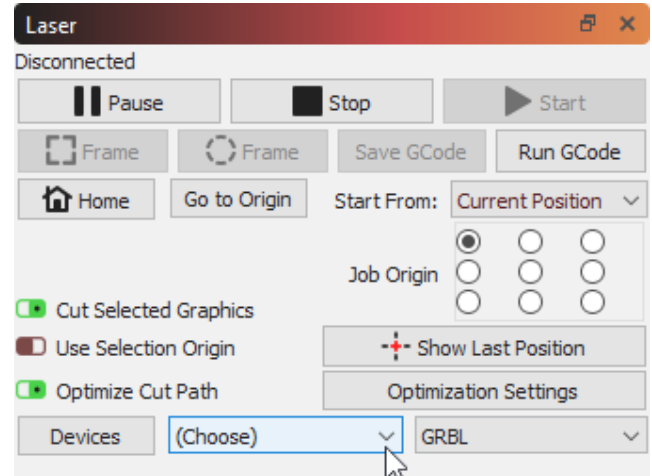 Laser
Disconnected
Pause Stop Start
Frame Frame Save GCode Run GCode
Home Go to Origin Start From: Current Position
Job Origin
Cut Selected Graphics
Use Selection Origin Show Last Position
Optimize Cut Path Optimization Settings
Devices (Choose) GRBL